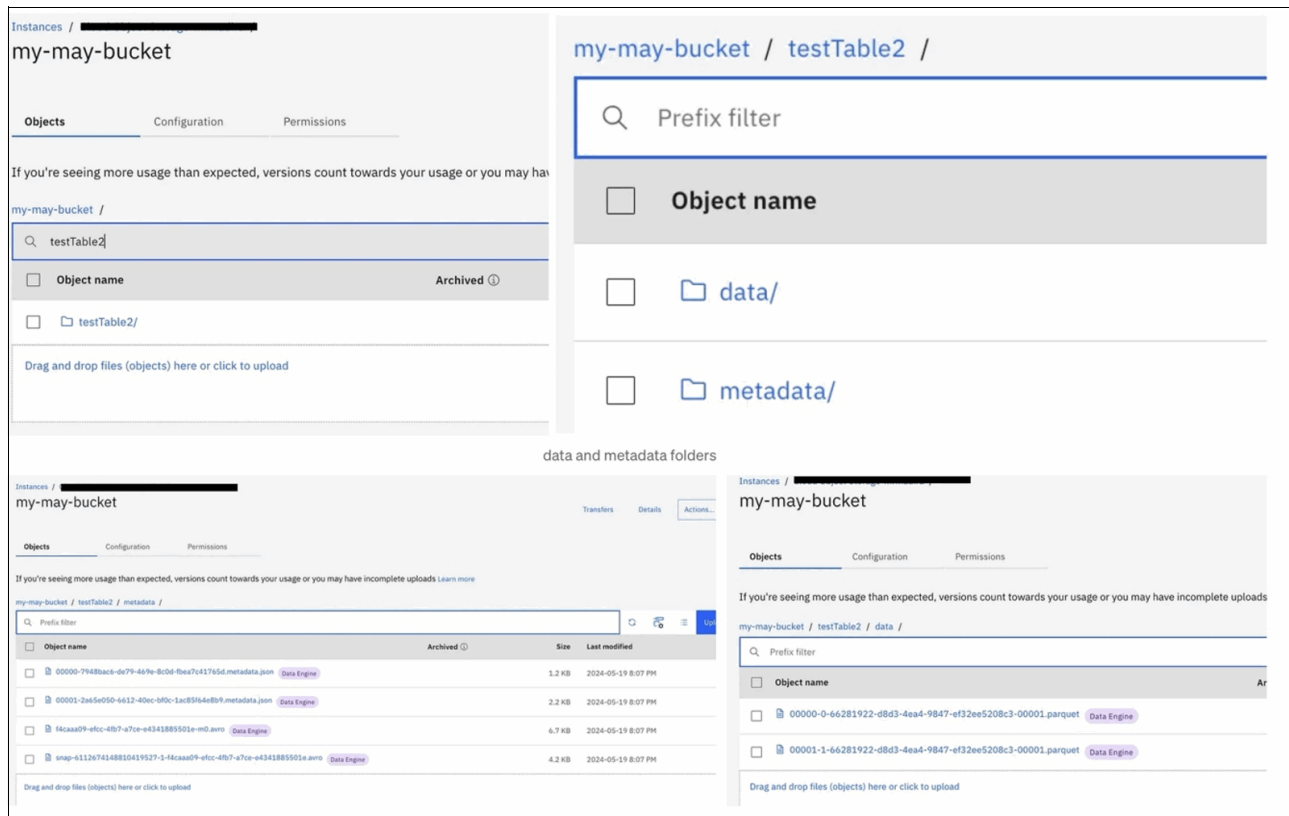 Instances /
my-may-bucket
Objects Configuration Permissions
If you're seeing more usage than expected, versions count towards your usage or you may hav
my-may-bucket /
testTable2
Object name Archived
testTable2/
Drag and drop files (objects) here or click to upload
my-may-bucket / testTable2 /
Prefix filter
Object name
data/
metadata/
data and metadata folders
Instances /
my-may-bucket
Transfers Details Actions...
Objects Configuration Permissions
If you're seeing more usage than expected, versions count towards your usage or you may have incomplete uploads Learn more
my-may-bucket / testTable2 / metadata /
Prefix filter
Upl
Object name Archived Size Last modified
00000-7948bac6-de79-469e-8c0d-fbea7c41765d.metadata.json Data Engine 1.2 KB 2024-05-19 8:07 PM
00001-2a65e050-6612-40ec-bf0c-1ac85f64e8b9.metadata.json Data Engine 2.2 KB 2024-05-19 8:07 PM
f4caaa09-efcc-4fb7-a7ce-e4341885501e-m0.avro Data Engine 6.7 KB 2024-05-19 8:07 PM
snap-6112674148810419527-1-f4caaa09-efcc-4fb7-a7ce-e4341885501e.avro Data Engine 4.2 KB 2024-05-19 8:07 PM
Drag and drop files (objects) here or click to upload
Instances /
my-may-bucket
Objects Configuration Permissions
If you're seeing more usage than expected, versions count towards your usage or you may have incomplete uploads
my-may-bucket / testTable2 / data /
Prefix filter
Object name Ar
00000-0-66281922-d8d3-4ea4-9847-ef32ee5208c3-00001.parquet Data Engine
00001-1-66281922-d8d3-4ea4-9847-ef32ee5208c3-00001.parquet Data Engine
Drag and drop files (objects) here or click to upload